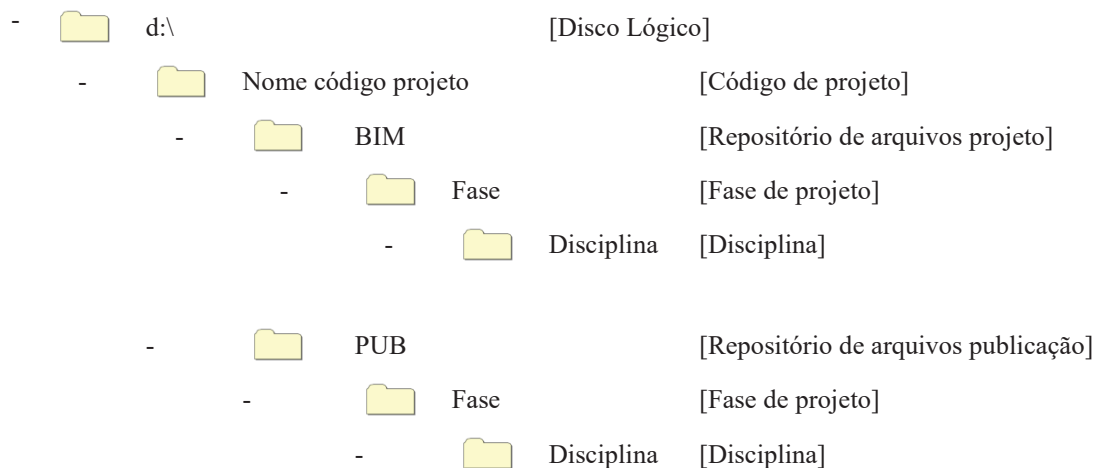 - d:\ [Disco Lógico]
- Nome código projeto [Código de projeto]
- BIM [Repositório de arquivos projeto]
- Fase [Fase de projeto]
- Disciplina [Disciplina]
- PUB [Repositório de arquivos publicação]
- Fase [Fase de projeto]
- Disciplina [Disciplina]